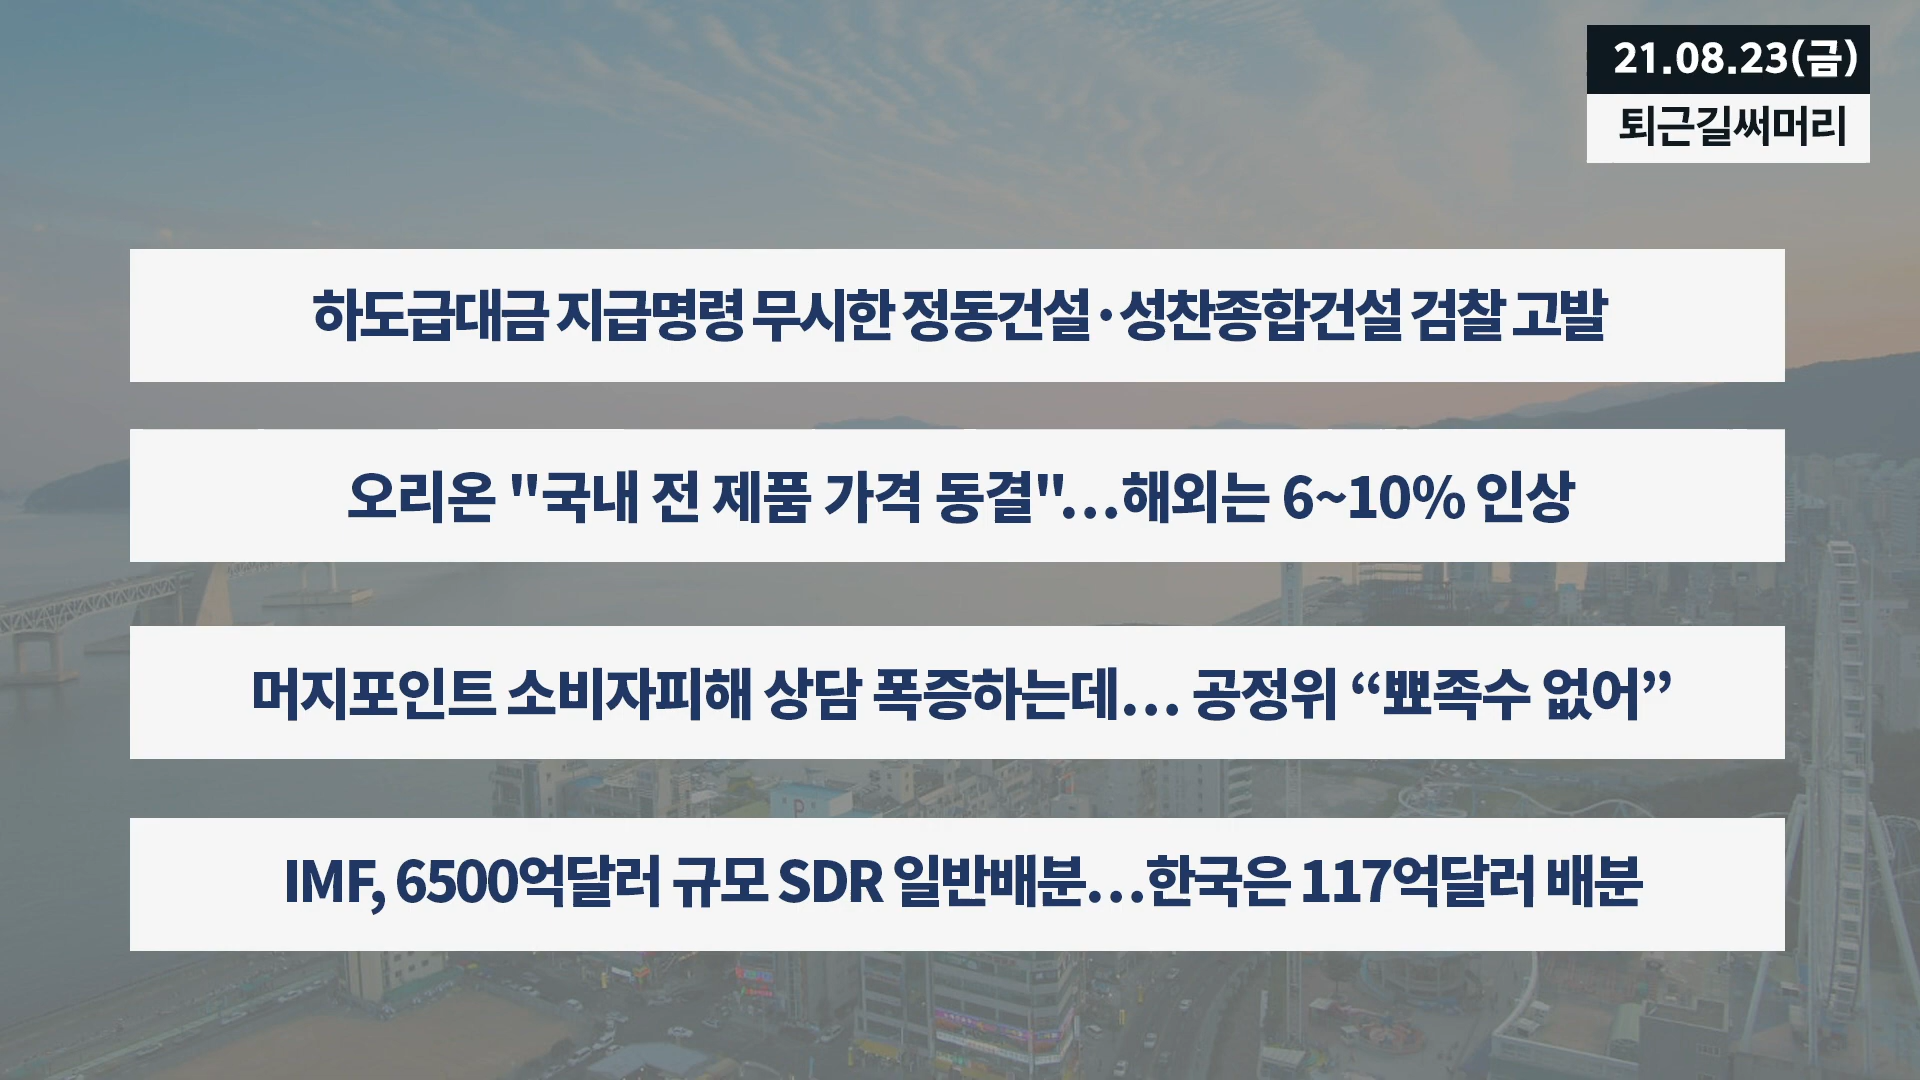 21.08.23(금)
퇴근길써머리
하도급대금 지급명령 무시한 정동건설·성찬종합건설 검찰 고발
오리온 "국내 전 제품 가격 동결"...해외는 6~10% 인상
머지포인트 소비자피해 상담 폭증하는데... 공정위 “뾰족수 없어”
IMF, 6500억달러 규모 SDR 일반배분...한국은 117억달러 배분